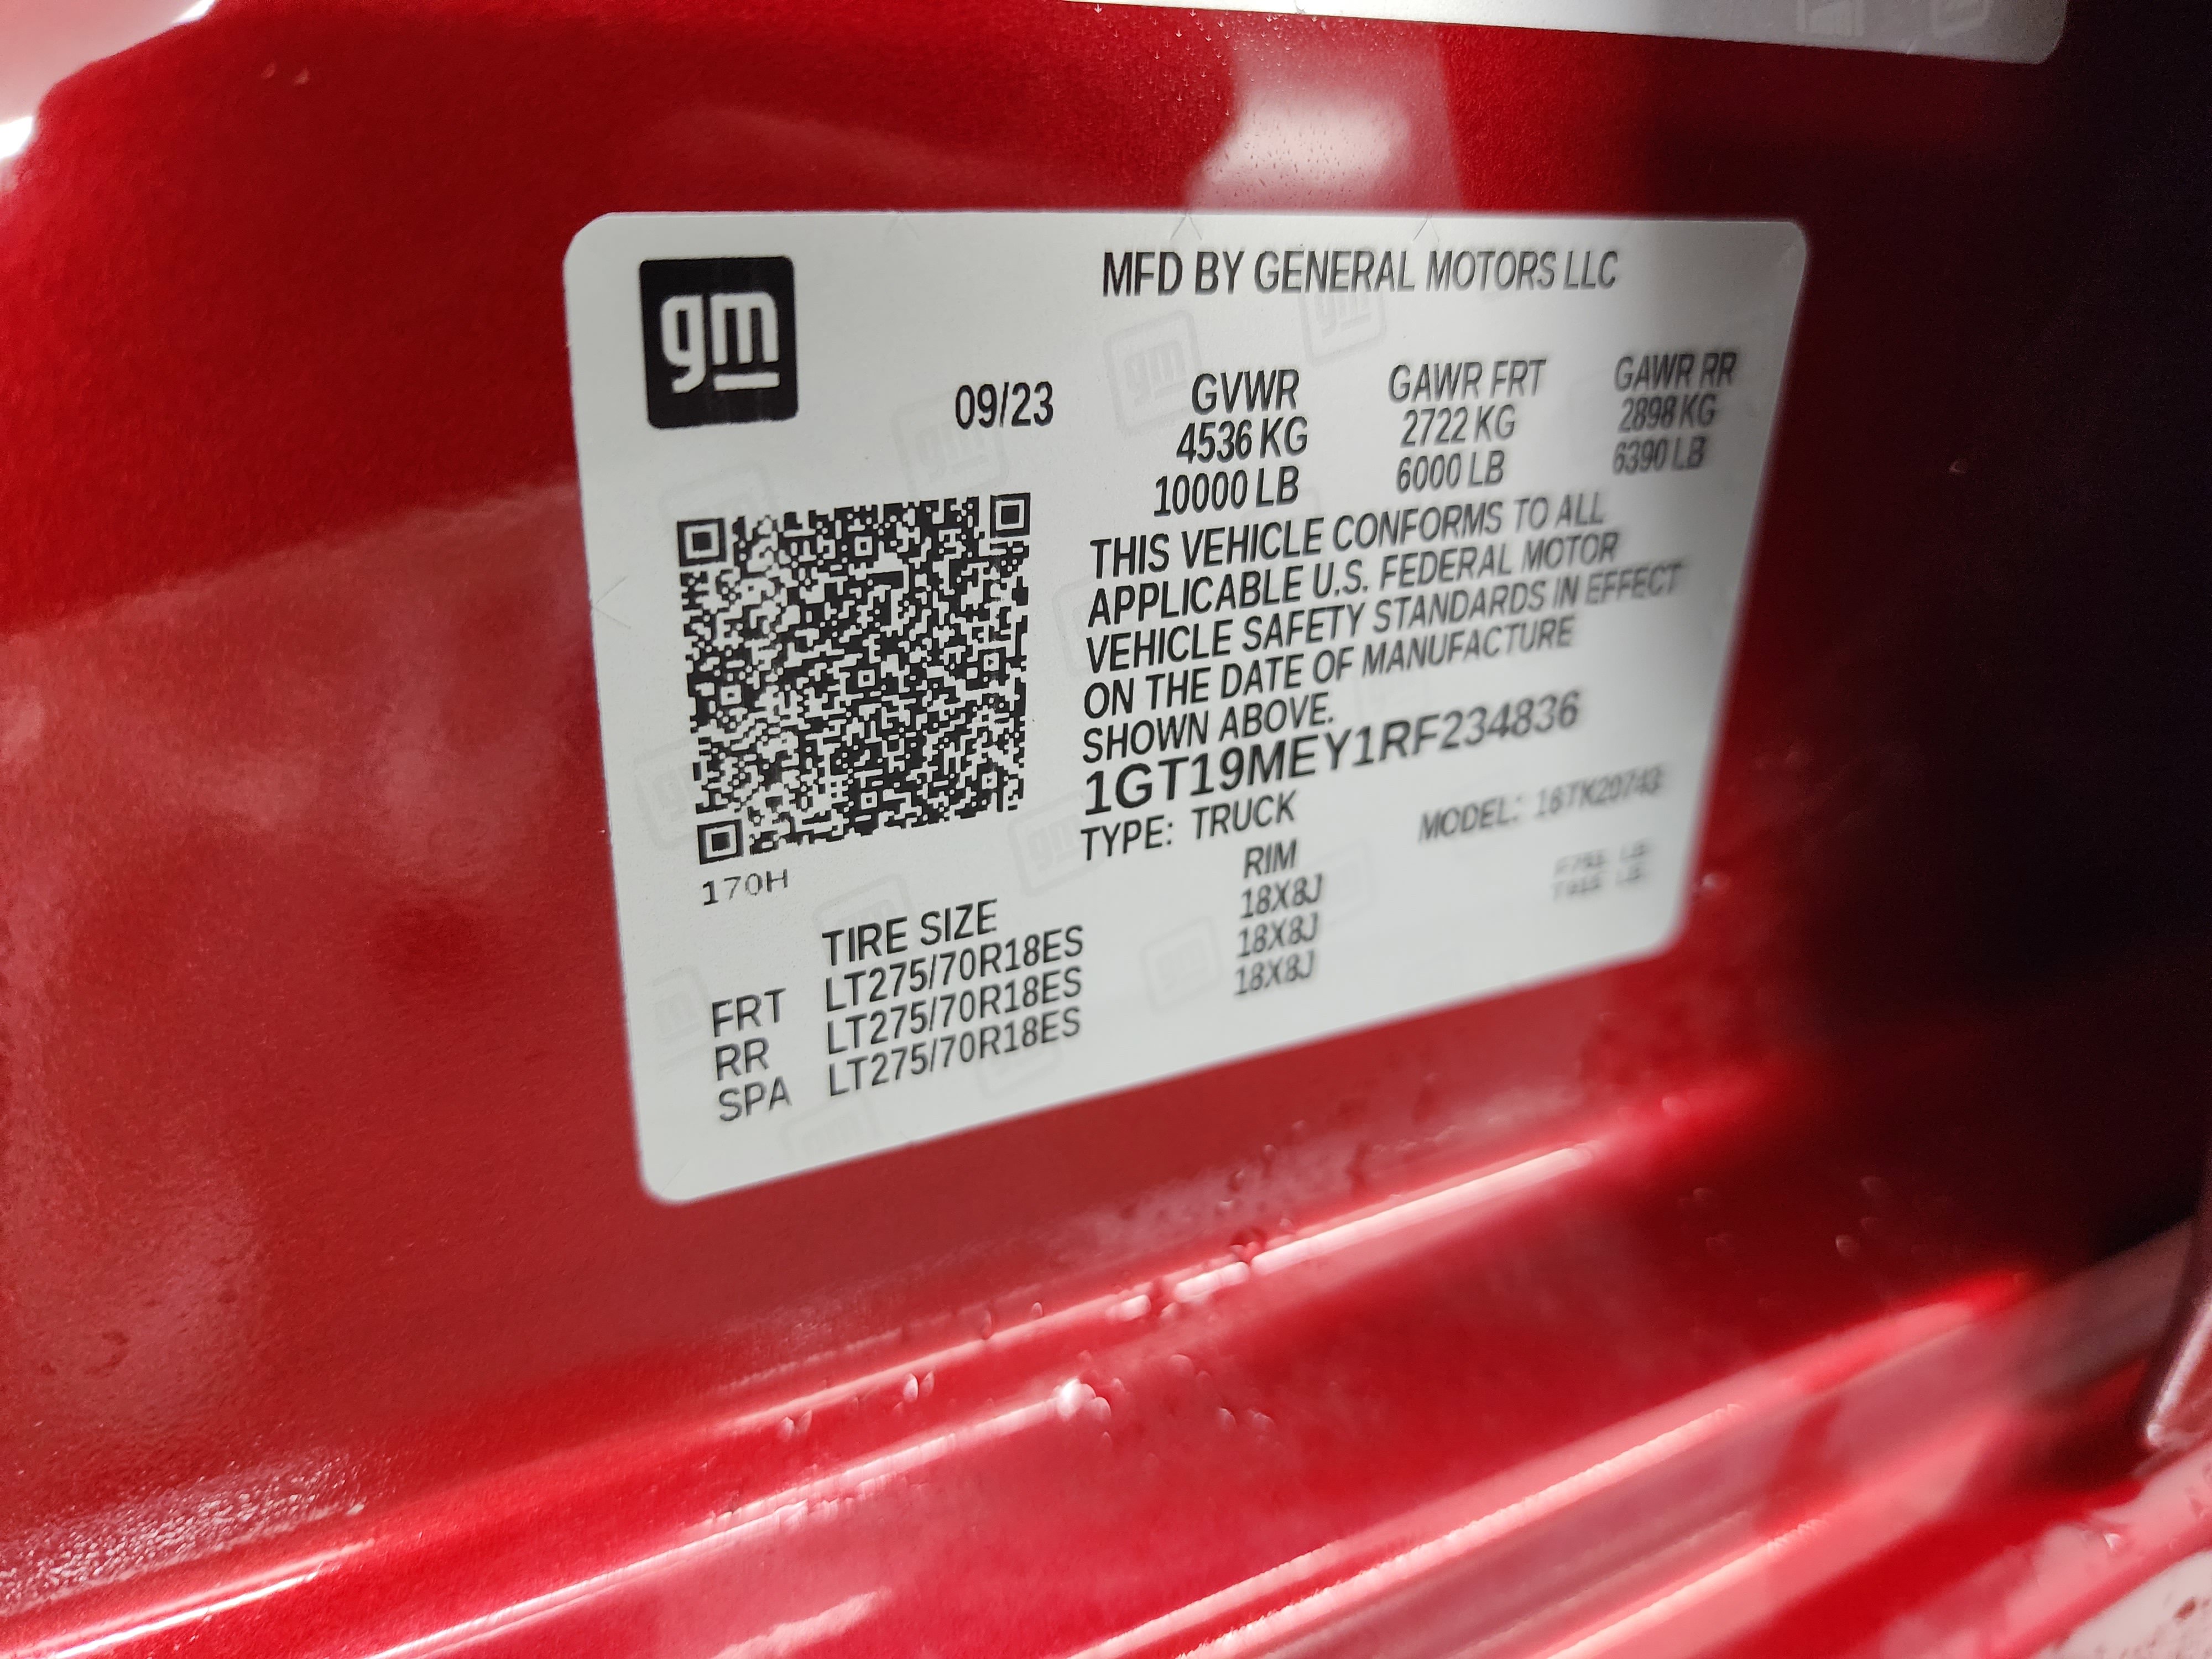 gm
MFD BY GENERAL MOTORS LLC
09/23 GVWR GAWR FRT GAWR RR
4536 KG 2722 KG 2898 KG
10000 LB 6000 LB 6390 LB
THIS VEHICLE CONFORMS TO ALL
APPLICABLE U.S. FEDERAL MOTOR
VEHICLE SAFETY STANDARDS IN EFFECT
ON THE DATE OF MANUFACTURE
SHOWN ABOVE.
1GT19MEY1RF234836
TYPE: TRUCK MODEL:
170H
TIRE SIZE RIM
FRT LT275/70R18ES 18X8J
RR LT275/70R18ES 18X8J
SPA LT275/70R18ES 18X8J